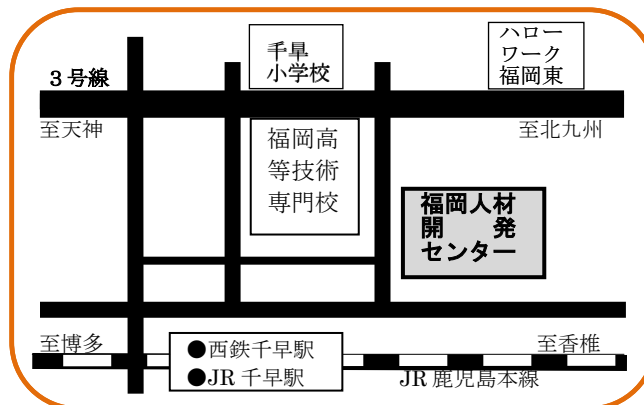 千早
小学校
ハロー
ワーク
福岡東
３号線
至天神
至北九州
福岡高
等技術
専門校
福岡人材
開　発
センター
至博多
至香椎
●西鉄千早駅
●JR 千早駅
JR 鹿児島本線